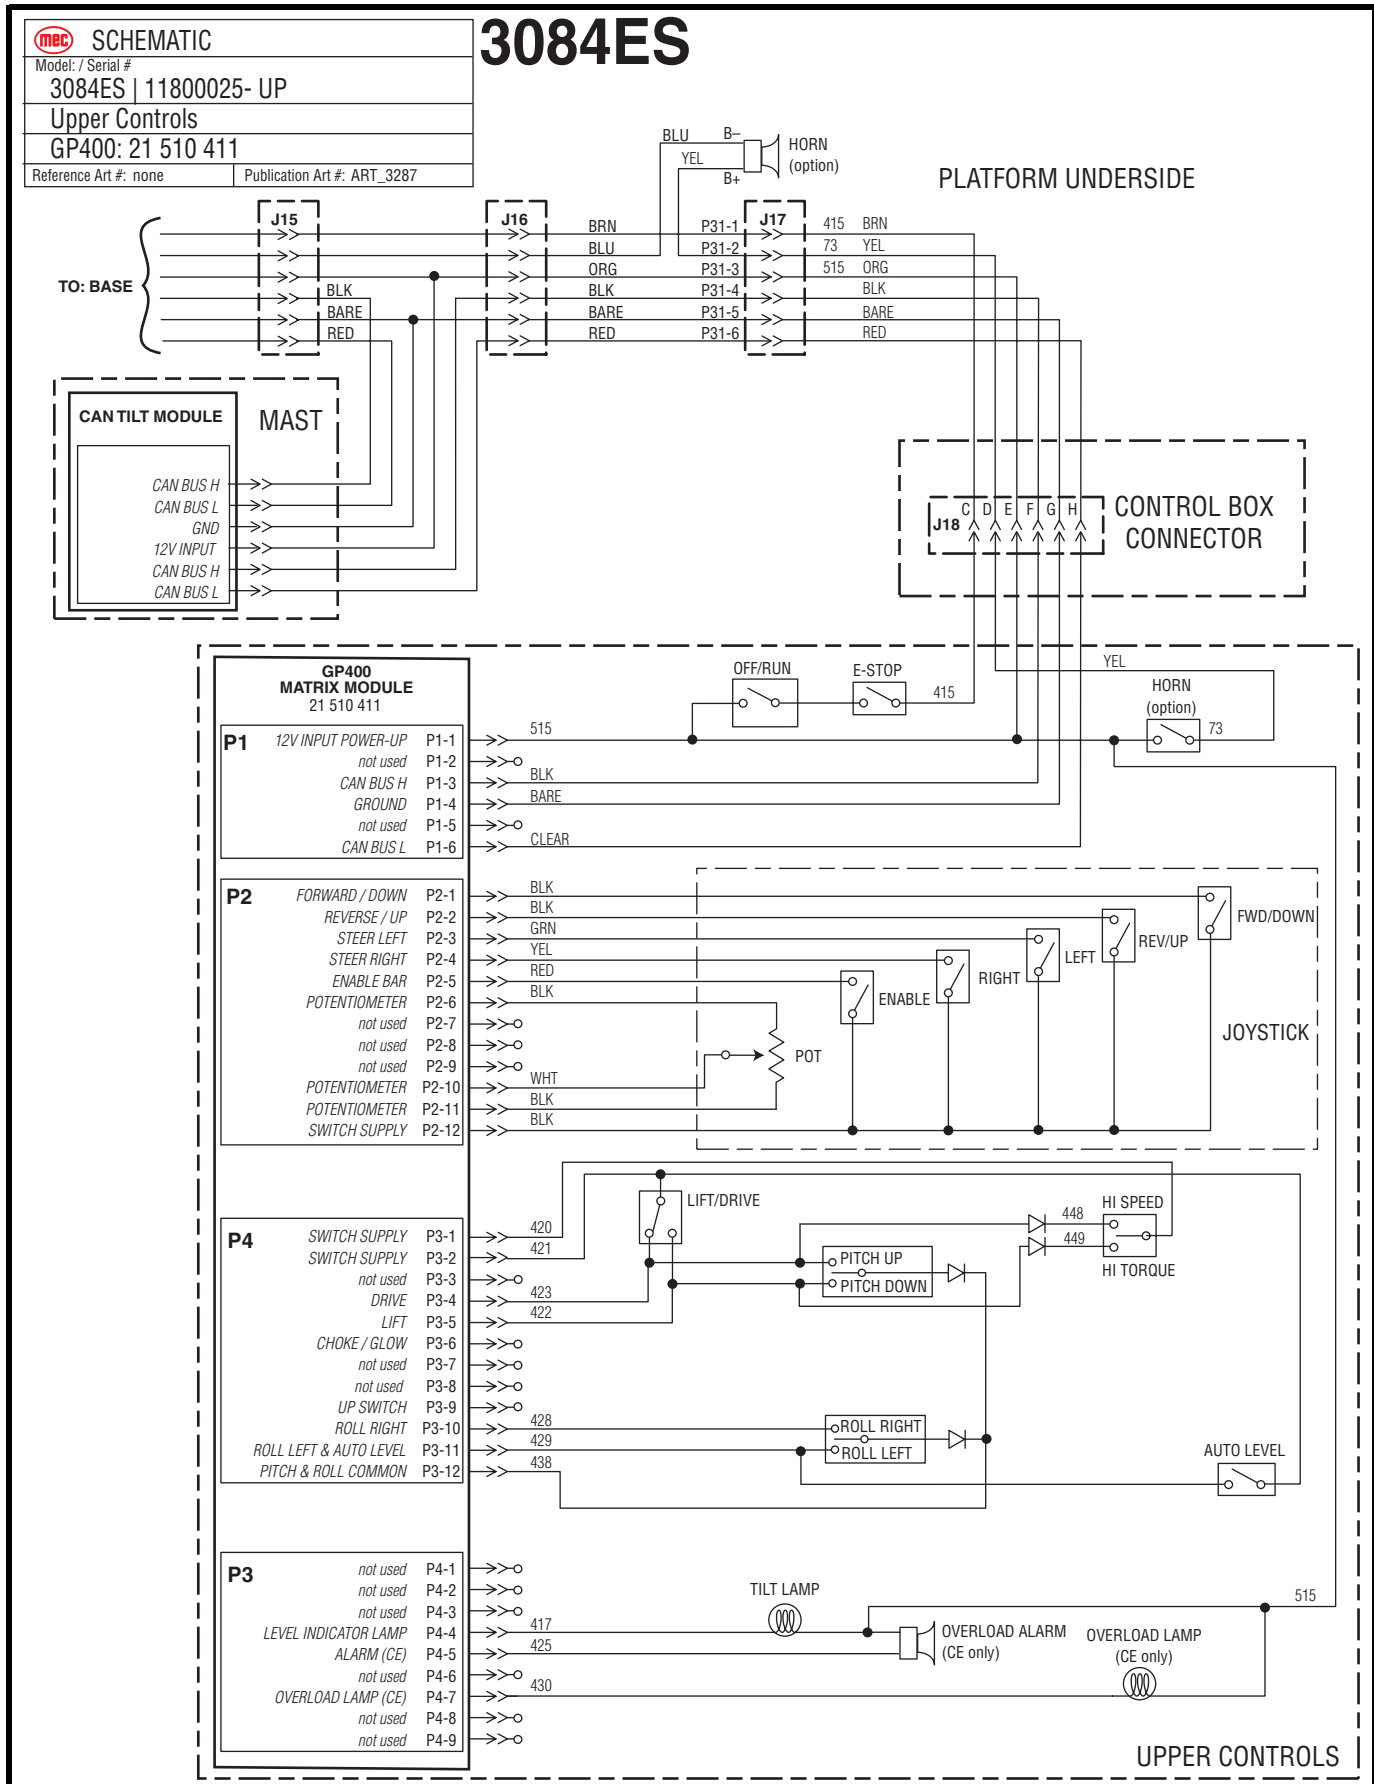 mec SCHEMATIC
3084ES
Model: / Serial #
3084ES | 11800025- UP
Upper Controls
GP400: 21 510 411
Reference Art #: none
Publication Art #: ART_3287
BLU B–
YEL
B+
HORN
(option)
PLATFORM UNDERSIDE
J15
J16
J17
TO: BASE
BRN P31-1 415 BRN
BLU P31-2 73 YEL
ORG P31-3 515 ORG
BLK BLK P31-4 BLK
BARE BARE P31-5 BARE
RED RED P31-6 RED
CAN TILT MODULE
MAST
CAN BUS H
CAN BUS L
GND
12V INPUT
CAN BUS H
CAN BUS L
J18 C D E F G H
CONTROL BOX
CONNECTOR
GP400
MATRIX MODULE
21 510 411
OFF/RUN
E-STOP
415
YEL
HORN
(option)
73
P1
12V INPUT POWER-UP P1-1 515
not used P1-2
CAN BUS H P1-3 BLK
GROUND P1-4 BARE
not used P1-5
CAN BUS L P1-6 CLEAR
P2
FORWARD / DOWN P2-1 BLK
REVERSE / UP P2-2 BLK
STEER LEFT P2-3 GRN
STEER RIGHT P2-4 YEL
ENABLE BAR P2-5 RED
POTENTIOMETER P2-6 BLK
not used P2-7
not used P2-8
not used P2-9
POTENTIOMETER P2-10 WHT
POTENTIOMETER P2-11 BLK
SWITCH SUPPLY P2-12 BLK
FWD/DOWN
REV/UP
LEFT
RIGHT
ENABLE
POT
JOYSTICK
P4
SWITCH SUPPLY P3-1 420
SWITCH SUPPLY P3-2 421
not used P3-3
DRIVE P3-4 423
LIFT P3-5 422
CHOKE / GLOW P3-6
not used P3-7
not used P3-8
UP SWITCH P3-9
ROLL RIGHT P3-10 428
ROLL LEFT & AUTO LEVEL P3-11 429
PITCH & ROLL COMMON P3-12 438
LIFT/DRIVE
HI SPEED
448
449
HI TORQUE
PITCH UP
PITCH DOWN
ROLL RIGHT
ROLL LEFT
AUTO LEVEL
P3
not used P4-1
not used P4-2
not used P4-3
LEVEL INDICATOR LAMP P4-4 417
ALARM (CE) P4-5 425
not used P4-6
OVERLOAD LAMP (CE) P4-7 430
not used P4-8
not used P4-9
TILT LAMP
515
OVERLOAD ALARM
(CE only)
OVERLOAD LAMP
(CE only)
UPPER CONTROLS